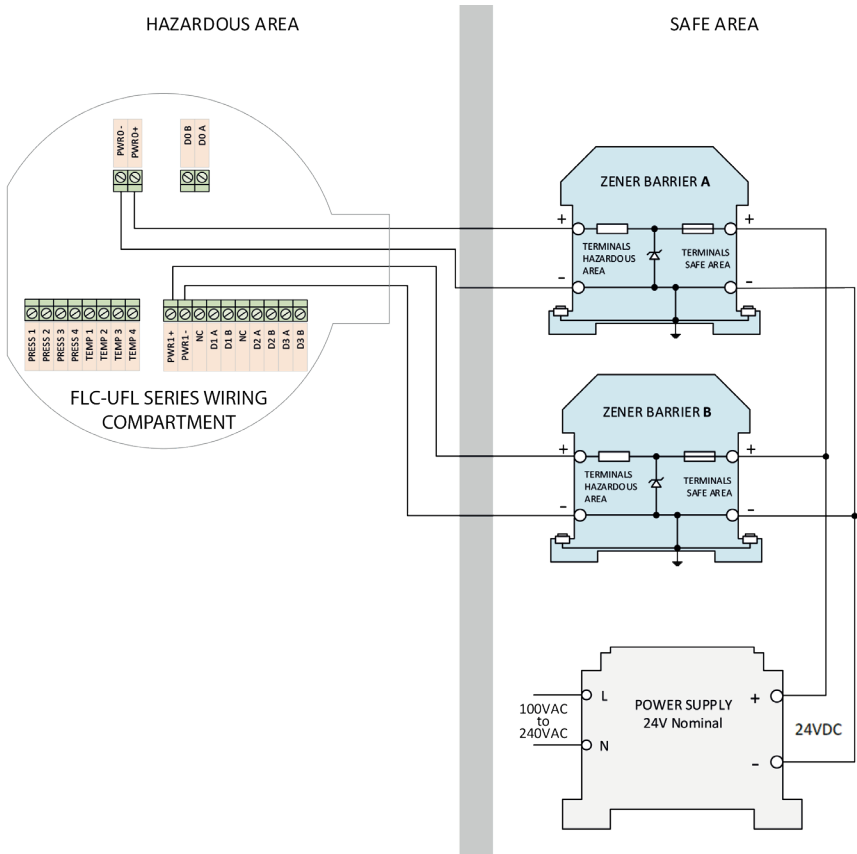 HAZARDOUS AREA
SAFE AREA
PWR0 -
PWR0+
D0 B
D0 A
ZENER BARRIER A
+
+
TERMINALS
HAZARDOUS
AREA
TERMINALS
SAFE AREA
-
-
PRESS 1
PRESS 2
PRESS 3
PRESS 4
TEMP 1
TEMP 2
TEMP 3
TEMP 4
PWR1+
PWR1-
NC
D1 A
D1 B
NC
D2 A
D2 B
D3 A
D3 B
FLC-UFL SERIES WIRING
COMPARTMENT
ZENER BARRIER B
+
+
TERMINALS
HAZARDOUS
AREA
TERMINALS
SAFE AREA
-
-
100VAC
to
240VAC
L
N
POWER SUPPLY
24V Nominal
+
-
24VDC